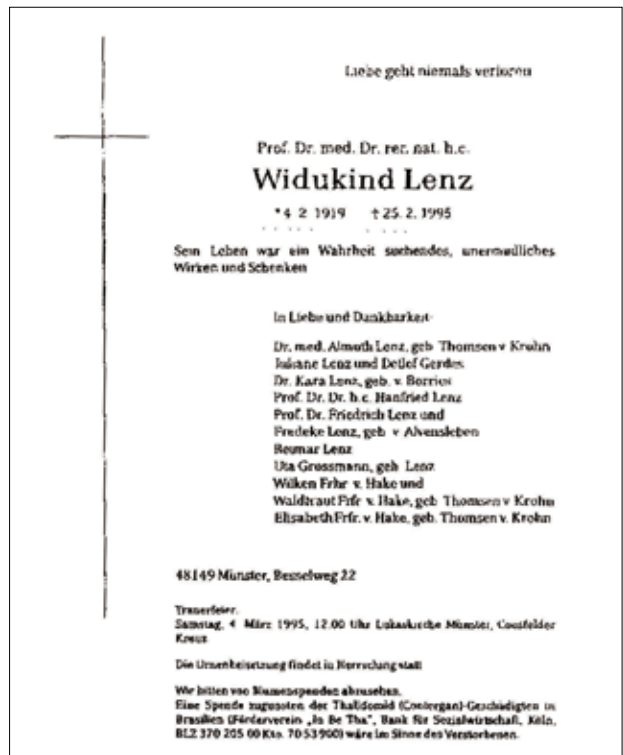 Liebe geht niemals verloren
Prof. Dr. med. Dr. rer. nat. h.c.
Widukind Lenz
* 4 2 1919 † 25. 2. 1995
Sein Leben war ein Wahrheit suchendes, unermüdliches
Wirken und Schenken
In Liebe und Dankbarkeit
Dr. med. Almuth Lenz, geb Thomsen v Krohn
Juliane Lenz und Detlef Gerdes
Dr. Kara Lenz, geb. v. Borries
Prof. Dr. Dr. h.c. Hanfried Lenz
Prof. Dr. Friedrich Lenz und
Fredeke Lenz, geb v Alvensleben
Reimar Lenz
Uta Grossmann, geb Lenz
Wilken Frhr v. Hake und
Waldtraut Frfr v. Hake, geb Thomsen v Krohn
Elisabeth Frfr. v. Hake, geb. Thomsen v. Krohn
48149 Münster, Besselweg 22
Trauerfeier.
Samstag, 4 März 1995, 12.00 Uhr Lukaskirche Münster, Coesfelder
Kreuz
Die Urnenbeisetzung findet in statt
Wir bitten von Blumenspenden abzusehen.
Eine Spende zugunsten der Thalidomid (Contergan)-Geschädigten in
Brasilien (Förderverein Bank für Sozialwirtschaft, Köln,
BLZ 370 205 00 Kto. 70 53 900) wäre im Sinne des Verstorbenen.